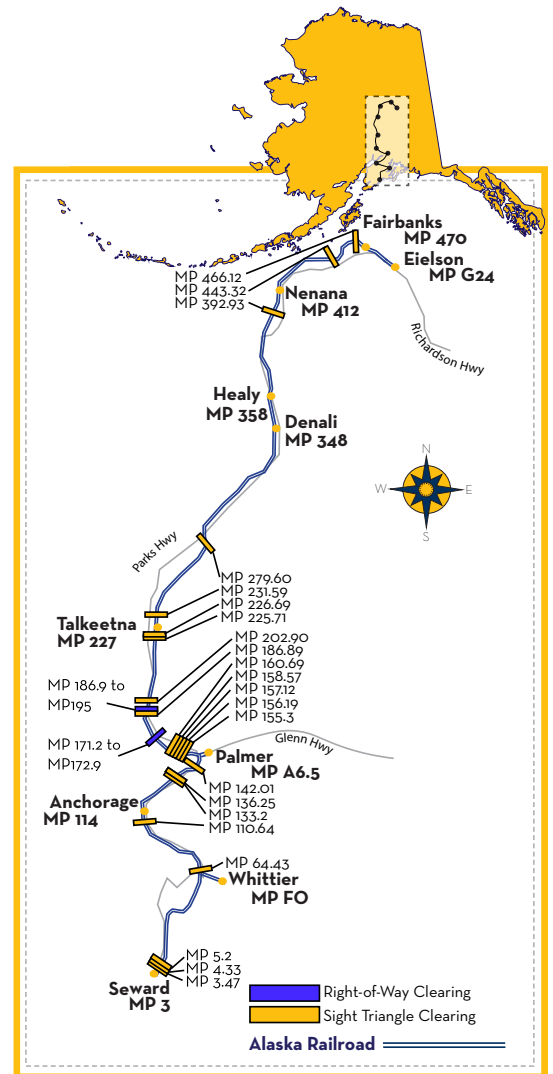 Fairbanks
MP 470
Eielson
MP G24
MP 466.12
MP 443.32
MP 392.93
Nenana
MP 412
Richardson Hwy
Healy
MP 358
Denali
MP 348
N
W
E
S
Parks Hwy
MP 279.60
MP 231.59
MP 226.69
MP 225.71
Talkeetna
MP 227
MP 202.90
MP 186.89
MP 160.69
MP 158.57
MP 157.12
MP 156.19
MP 155.3
MP 186.9 to
MP195
MP 171.2 to
MP172.9
Glenn Hwy
Palmer
MP A6.5
MP 142.01
MP 136.25
MP 133.2
MP 110.64
Anchorage
MP 114
MP 64.43
Whittier
MP FO
MP 5.2
MP 4.33
MP 3.47
Seward
MP 3
Right-of-Way Clearing
Sight Triangle Clearing
Alaska Railroad